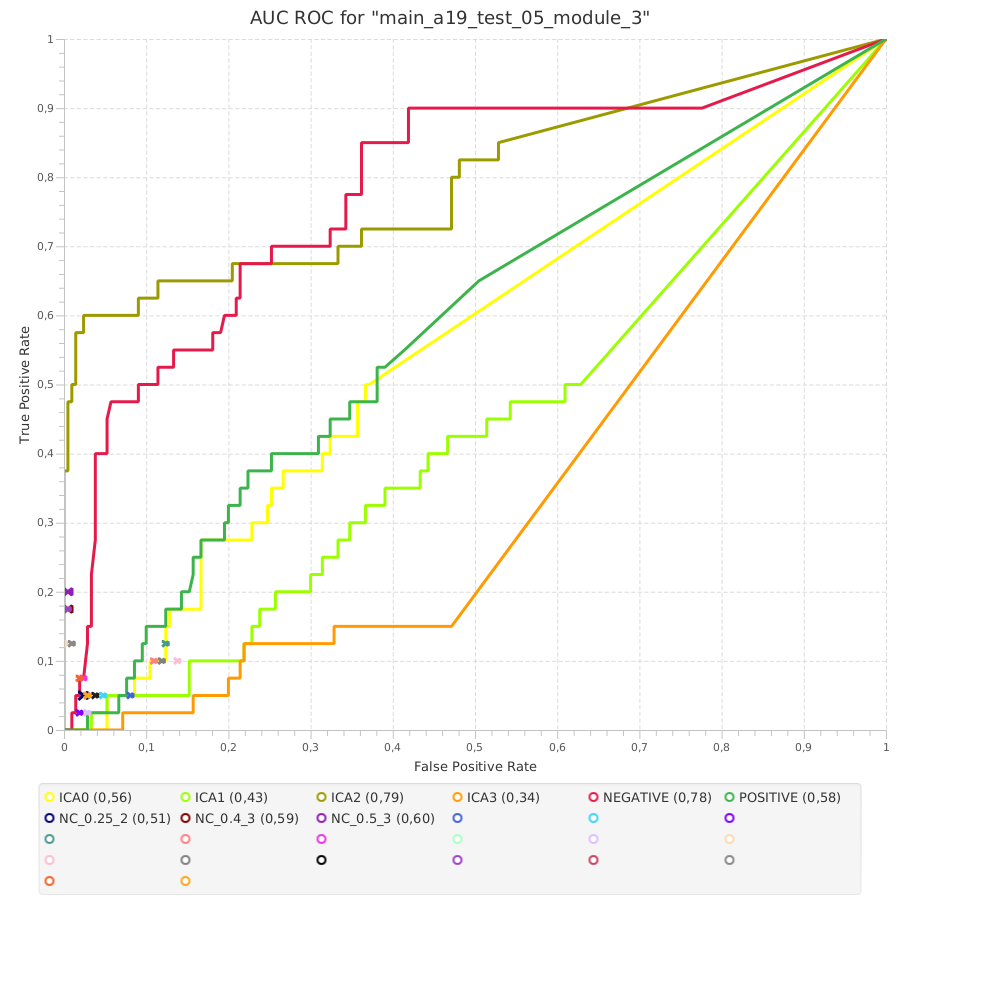 AUC ROC for "main_a19_test_05_module_3"
1
0,9
0,8
0,7
0,6
0,5
0,4
0,3
0,2
0,1
0
True Positive Rate
0 0,1 0,2 0,3 0,4 0,5 0,6 0,7 0,8 0,9 1
False Positive Rate
ICA0 (0,56) ICA1 (0,43) ICA2 (0,79) ICA3 (0,34) NEGATIVE (0,78) POSITIVE (0,58)
NC_0.25_2 (0,51) NC_0.4_3 (0,59) NC_0.5_3 (0,60)